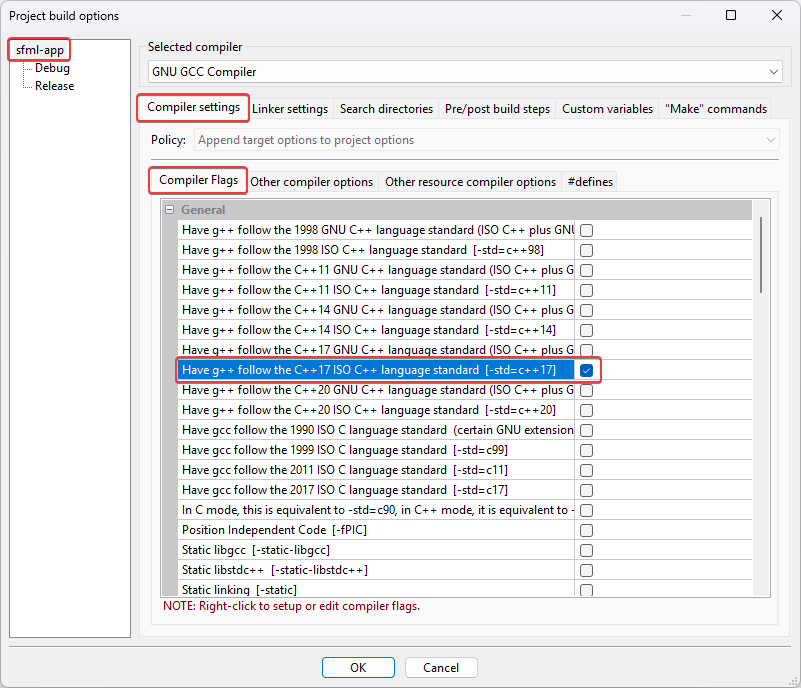 Project build options
sfml-app
Debug
Release
Selected compiler
GNU GCC Compiler
Compiler settings Linker settings Search directories Pre/post build steps Custom variables "Make" commands
Policy: Append target options to project options
Compiler Flags Other compiler options Other resource compiler options #defines
General
Have g++ follow the 1998 GNU C++ language standard (ISO C++ plus GNU
Have g++ follow the 1998 ISO C++ language standard [-std=c++98]
Have g++ follow the C++11 GNU C++ language standard (ISO C++ plus G
Have g++ follow the C++11 ISO C++ language standard [-std=c++11]
Have g++ follow the C++14 GNU C++ language standard (ISO C++ plus G
Have g++ follow the C++14 ISO C++ language standard [-std=c++14]
Have g++ follow the C++17 GNU C++ language standard (ISO C++ plus G
Have g++ follow the C++17 ISO C++ language standard [-std=c++17]
Have g++ follow the C++20 GNU C++ language standard (ISO C++ plus G
Have g++ follow the C++20 ISO C++ language standard [-std=c++20]
Have gcc follow the 1990 ISO C language standard (certain GNU extension
Have gcc follow the 1999 ISO C language standard [-std=c99]
Have gcc follow the 2011 ISO C language standard [-std=c11]
Have gcc follow the 2017 ISO C language standard [-std=c17]
In C mode, this is equivalent to -std=c90, in C++ mode, it is equivalent to -
Position Independent Code [-fPIC]
Static libgcc [-static-libgcc]
Static libstdc++ [-static-libstdc++]
Static linking [-static]
NOTE: Right-click to setup or edit compiler flags.
OK Cancel